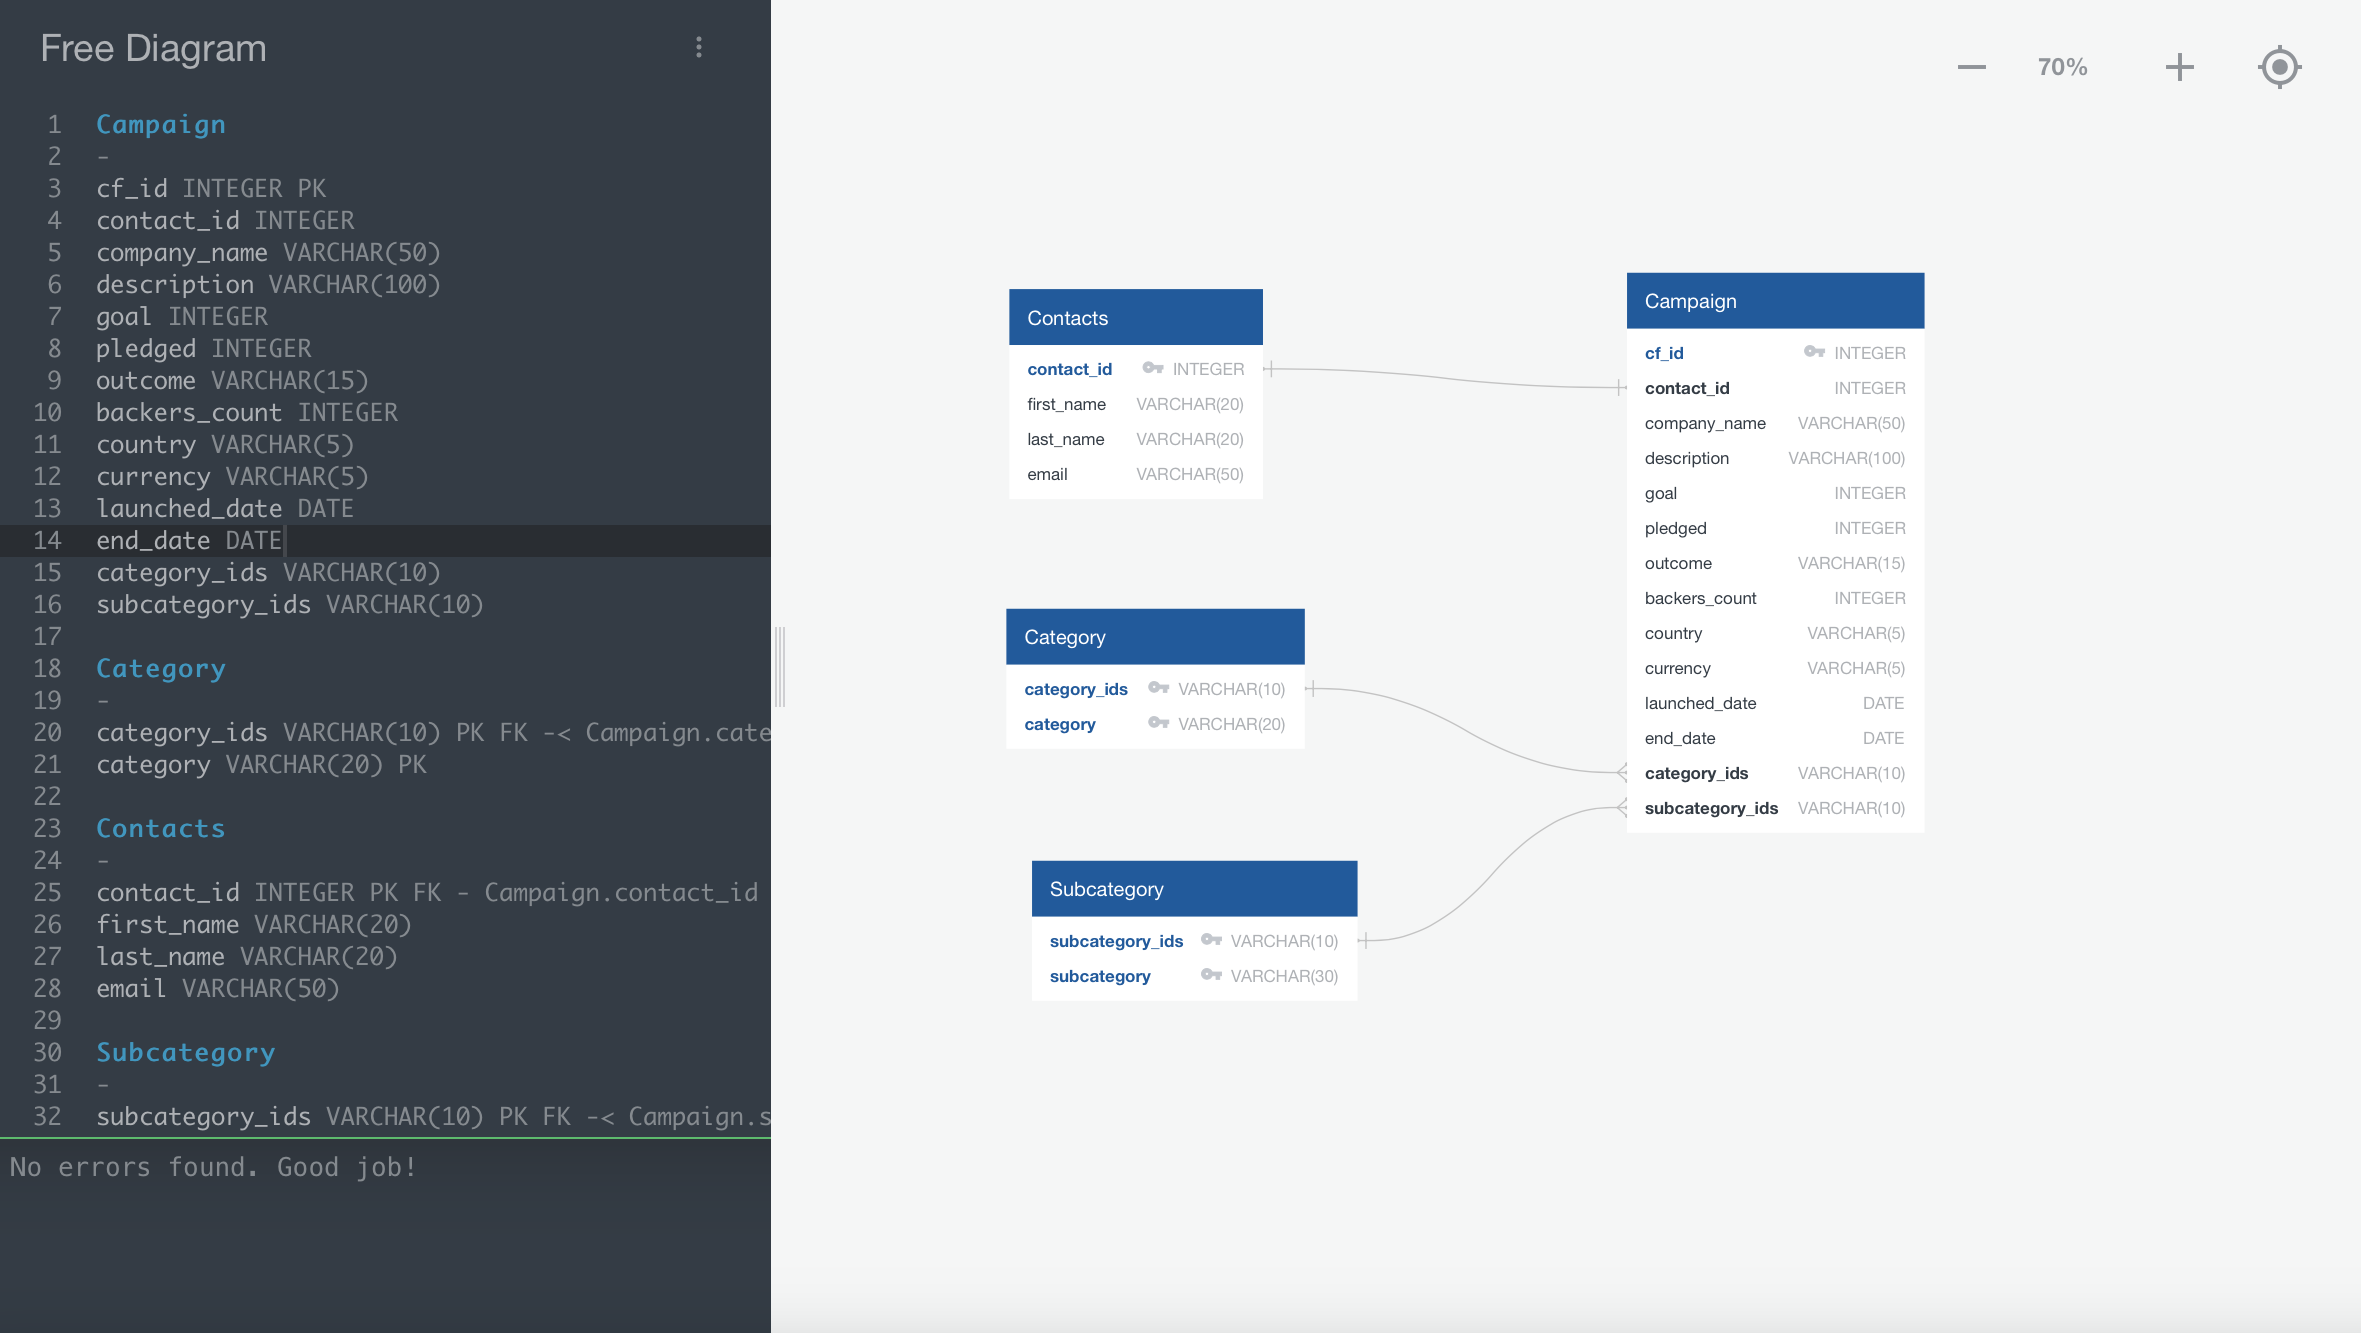 Free Diagram
1 Campaign
2 -
3 cf_id INTEGER PK
4 contact_id INTEGER
5 company_name VARCHAR(50)
6 description VARCHAR(100)
7 goal INTEGER
8 pledged INTEGER
9 outcome VARCHAR(15)
10 backers_count INTEGER
11 country VARCHAR(5)
12 currency VARCHAR(5)
13 launched_date DATE
14 end_date DATE
15 category_ids VARCHAR(10)
16 subcategory_ids VARCHAR(10)
17
18 Category
19 -
20 category_ids VARCHAR(10) PK FK -< Campaign.cate
21 category VARCHAR(20) PK
22
23 Contacts
24 -
25 contact_id INTEGER PK FK - Campaign.contact_id
26 first_name VARCHAR(20)
27 last_name VARCHAR(20)
28 email VARCHAR(50)
29
30 Subcategory
31 -
32 subcategory_ids VARCHAR(10) PK FK -< Campaign.s
No errors found. Good job!
70%
Contacts
contact_id INTEGER
first_name VARCHAR(20)
last_name VARCHAR(20)
email VARCHAR(50)
Category
category_ids VARCHAR(10)
category VARCHAR(20)
Subcategory
subcategory_ids VARCHAR(10)
subcategory VARCHAR(30)
Campaign
cf_id INTEGER
contact_id INTEGER
company_name VARCHAR(50)
description VARCHAR(100)
goal INTEGER
pledged INTEGER
outcome VARCHAR(15)
backers_count INTEGER
country VARCHAR(5)
currency VARCHAR(5)
launched_date DATE
end_date DATE
category_ids VARCHAR(10)
subcategory_ids VARCHAR(10)